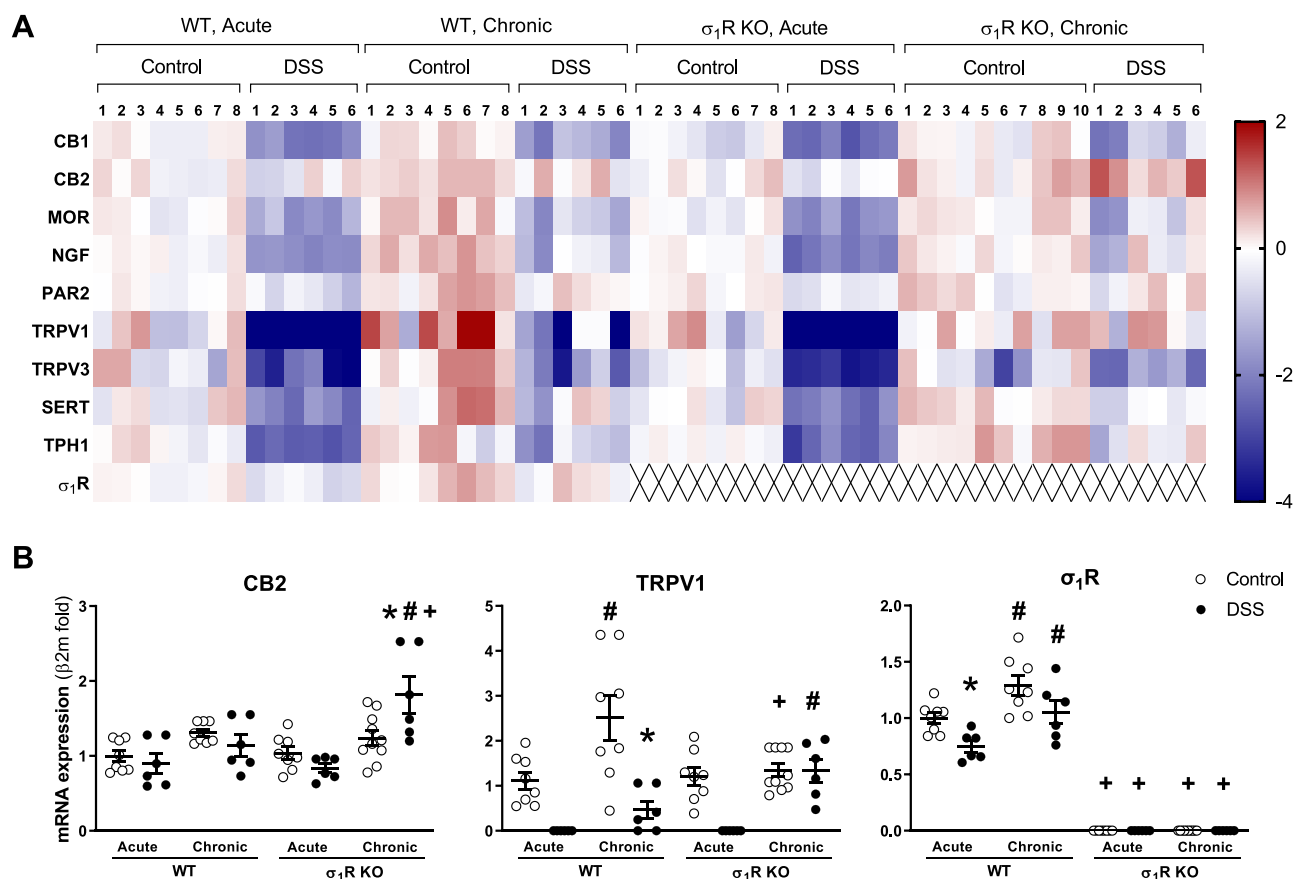 A
WT, Acute WT, Chronic σ₁R KO, Acute σ₁R KO, Chronic
Control DSS Control DSS Control DSS Control DSS
1 2 3 4 5 6 7 8 1 2 3 4 5 6 1 2 3 4 5 6 7 8 1 2 3 4 5 6 1 2 3 4 5 6 7 8 1 2 3 4 5 6 1 2 3 4 5 6 7 8 9 10 1 2 3 4 5 6
CB1
CB2
MOR
NGF
PAR2
TRPV1
TRPV3
SERT
TPH1
σ₁R
2
0
-2
-4
B
CB2
mRNA expression (β2m fold)
3
2
1
0
* # +
Acute Chronic Acute Chronic
WT σ₁R KO
TRPV1
5
4
3
2
1
0
# * + #
Acute Chronic Acute Chronic
WT σ₁R KO
σ₁R
2.0
1.5
1.0
0.5
0.0
* # # + + + +
Acute Chronic Acute Chronic
WT σ₁R KO
Control
DSS